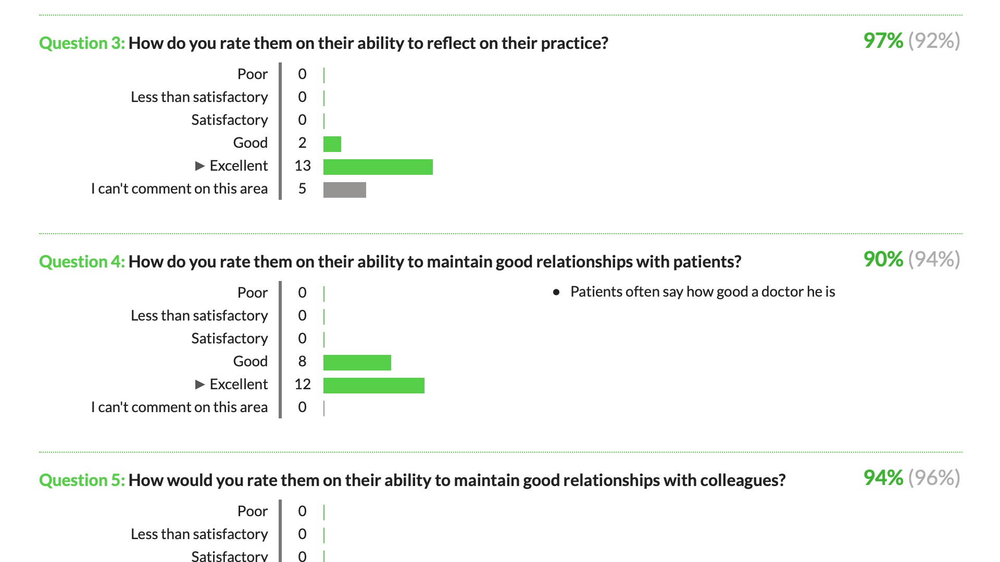 Question 3: How do you rate them on their ability to reflect on their practice? 97% (92%)
Poor 0
Less than satisfactory 0
Satisfactory 0
Good 2
▶ Excellent 13
I can't comment on this area 5
Question 4: How do you rate them on their ability to maintain good relationships with patients? 90% (94%)
Poor 0
● Patients often say how good a doctor he is
Less than satisfactory 0
Satisfactory 0
Good 8
▶ Excellent 12
I can't comment on this area 0
Question 5: How would you rate them on their ability to maintain good relationships with colleagues? 94% (96%)
Poor 0
Less than satisfactory 0
Satisfactory 0